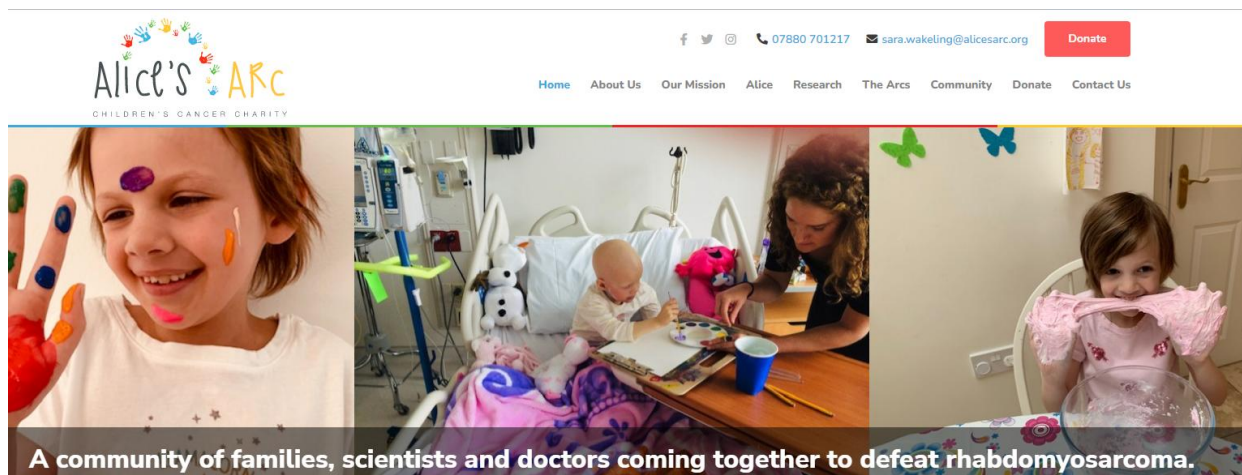 Alice's ARC
CHILDREN'S CANCER CHARITY
07880 701217 sara.wakeling@alicesarc.org Donate
Home About Us Our Mission Alice Research The Arcs Community Donate Contact Us
A community of families, scientists and doctors coming together to defeat rhabdomyosarcoma.